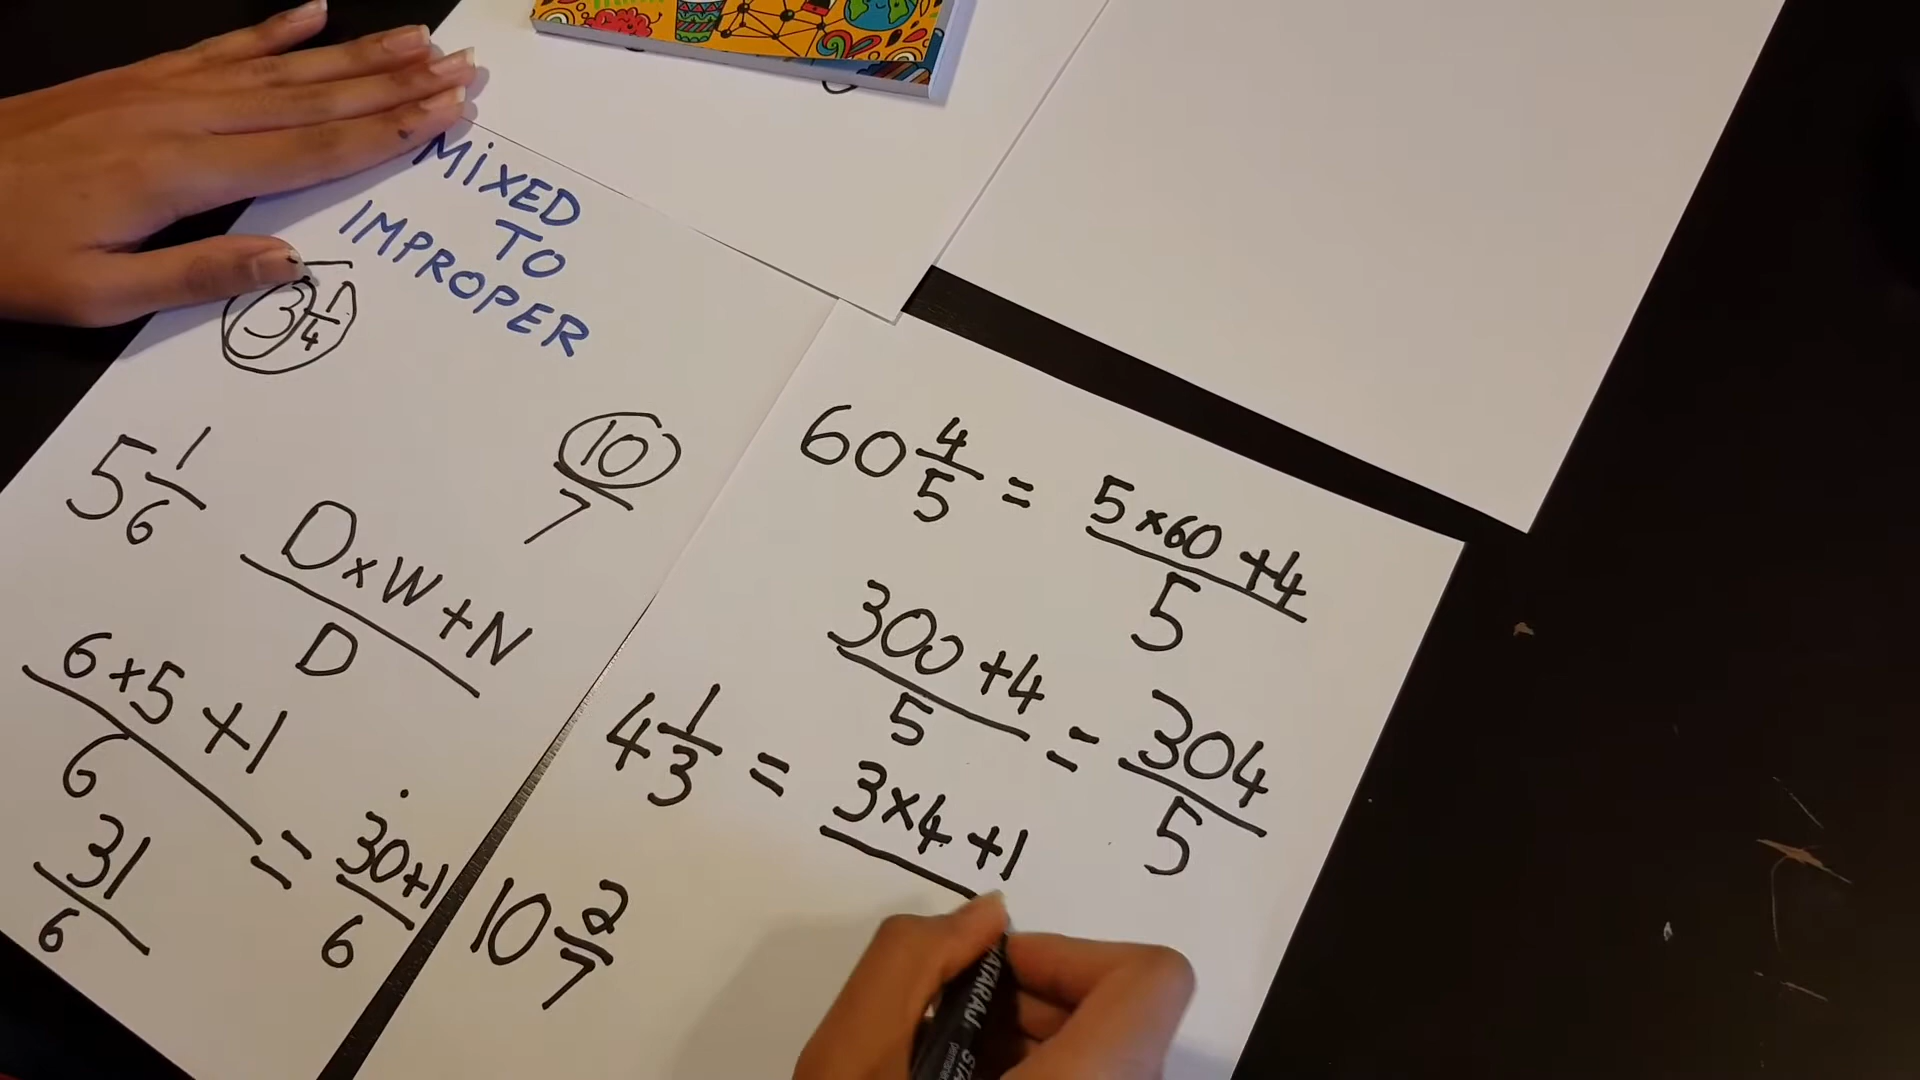 MIXED
TO
IMPROPER
3 1/4
5 1/6
10/7
D×W+N
D
6×5+1
6
31/6
=
30+1
6
60 4/5 = 5×60+4
5
300+4
5
= 304/5
4 1/3 = 3×4+1
10 2/7
NATARAJ